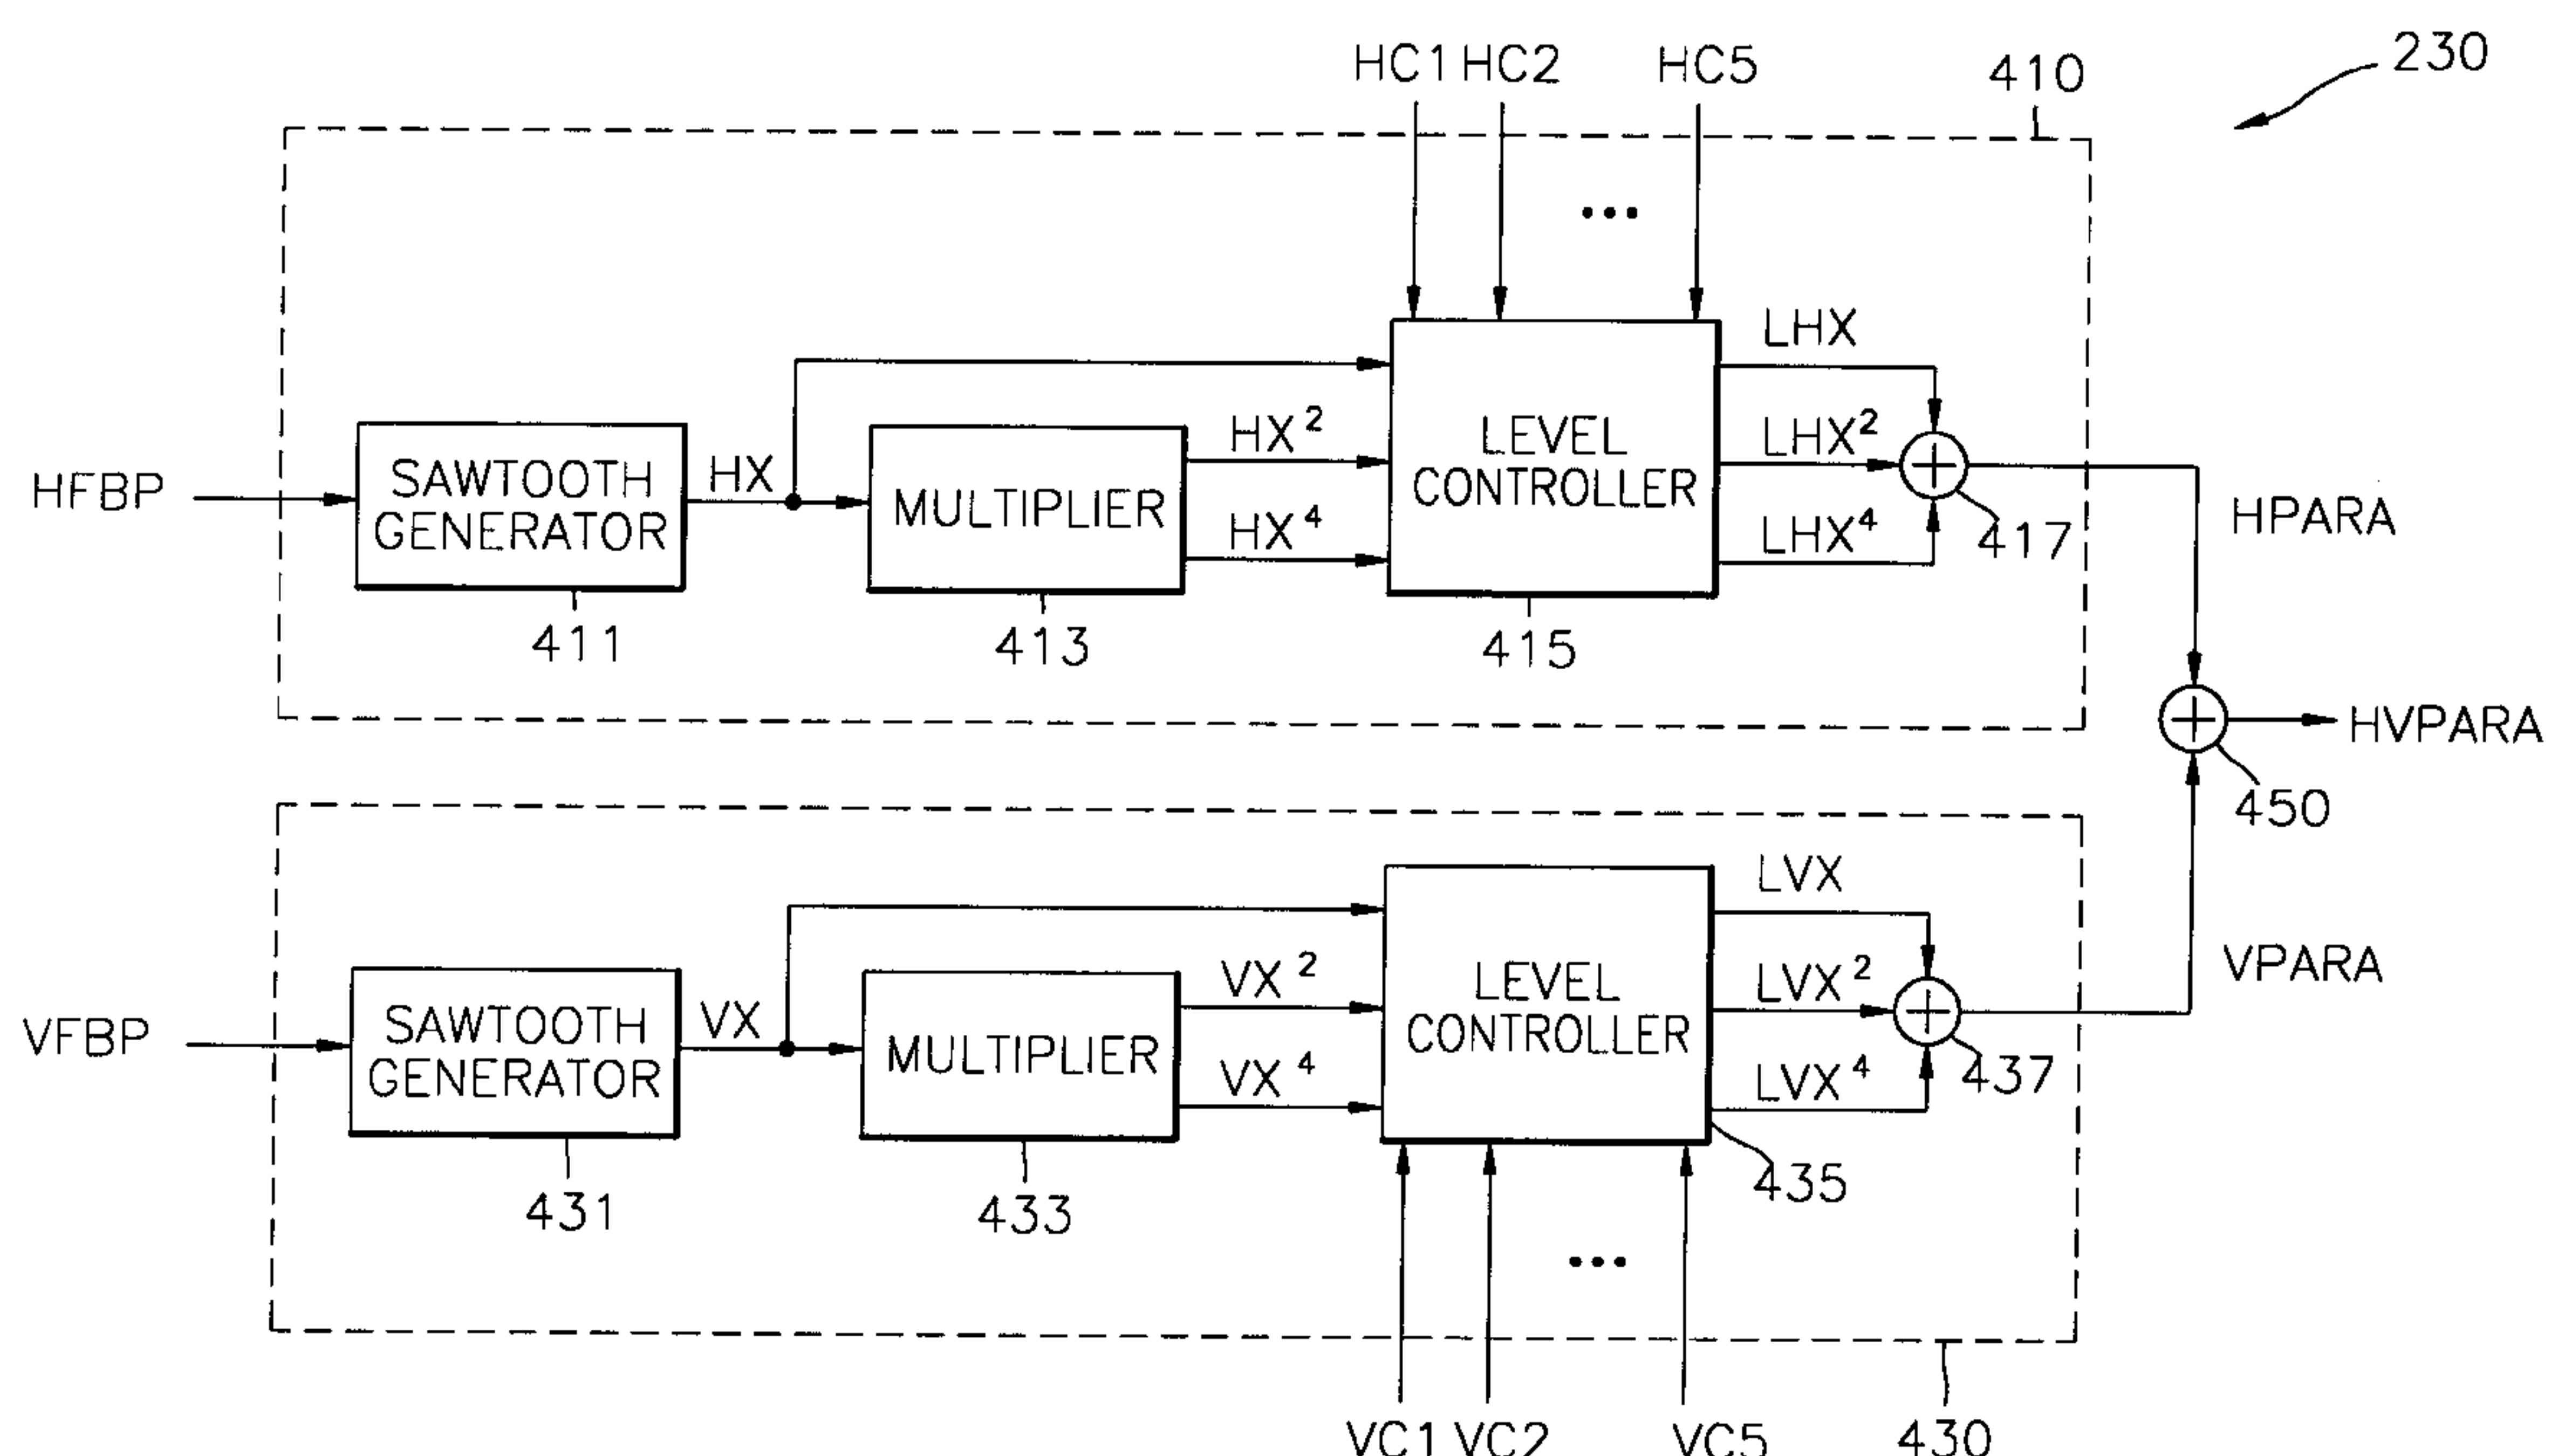 230
HC1 HC2 HC5
410
...
HFBP
SAWTOOTH
GENERATOR
411
HX
MULTIPLIER
413
HX²
HX⁴
LEVEL
CONTROLLER
415
LHX
LHX²
LHX⁴
417
HPARA
HVPARA
450
VFBP
SAWTOOTH
GENERATOR
431
VX
MULTIPLIER
433
VX²
VX⁴
LEVEL
CONTROLLER
435
LVX
LVX²
LVX⁴
437
VPARA
...
VC1 VC2 VC5
430